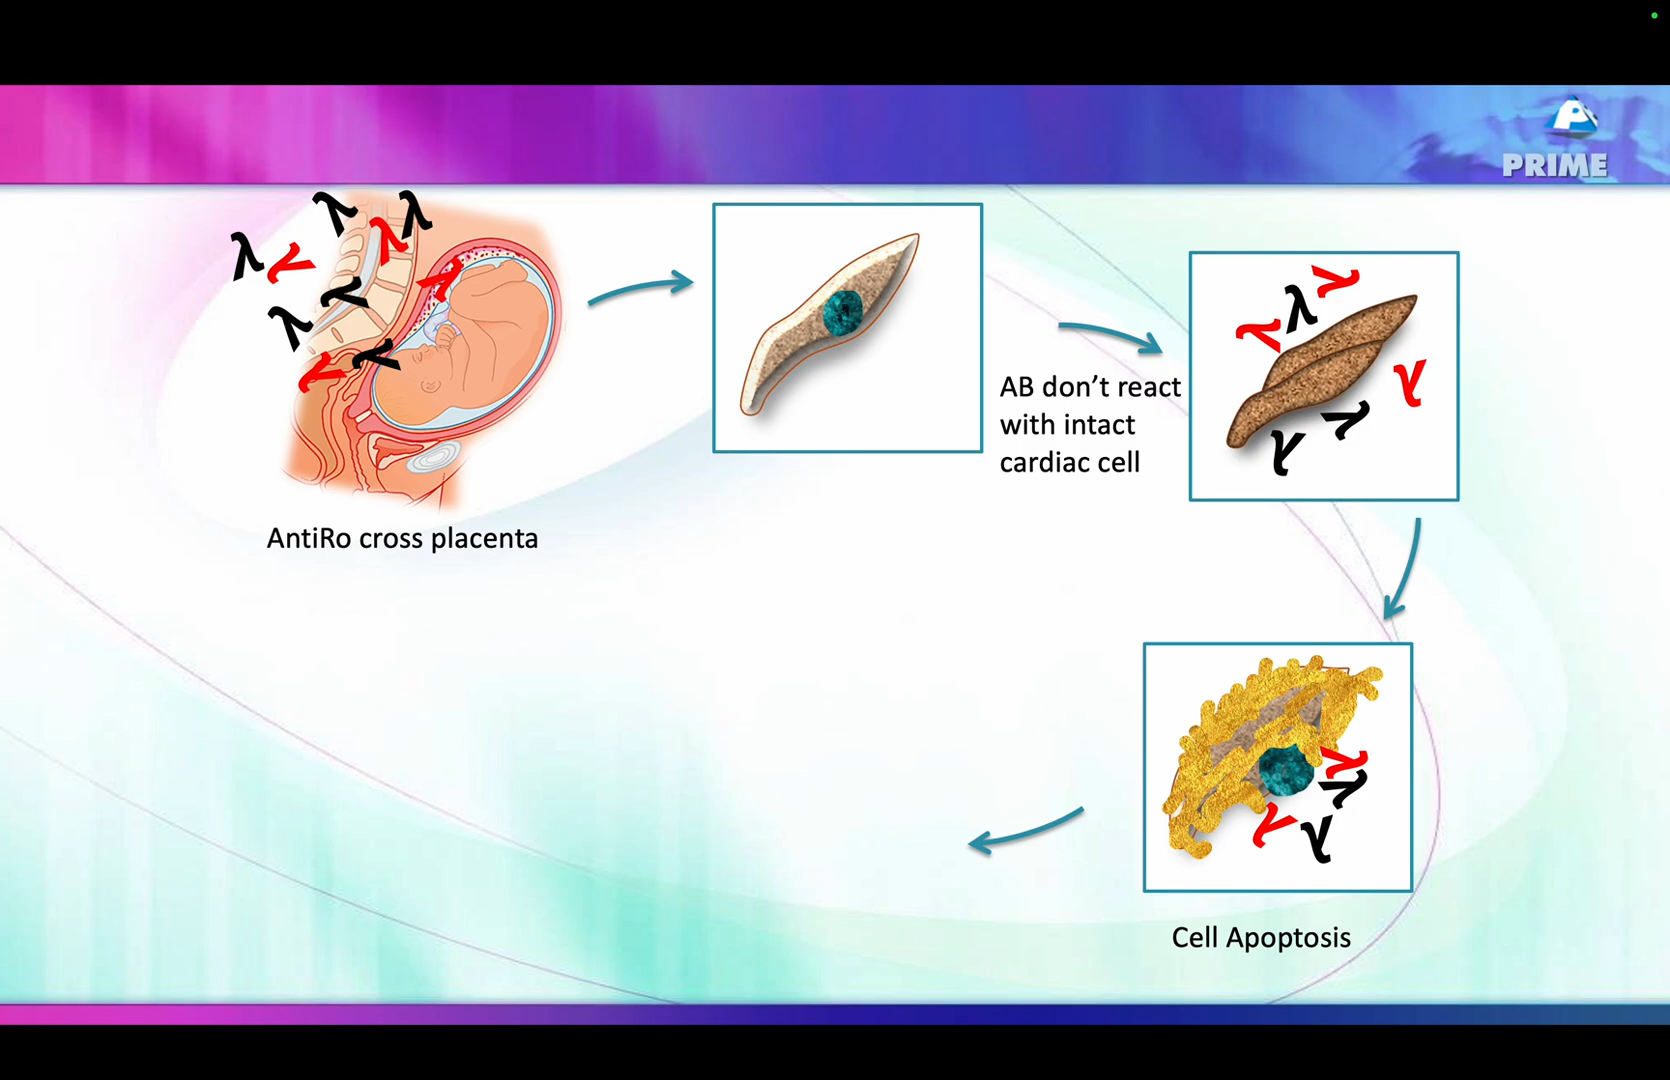 PRIME
AntiRo cross placenta
AB don't react
with intact
cardiac cell
Cell Apoptosis